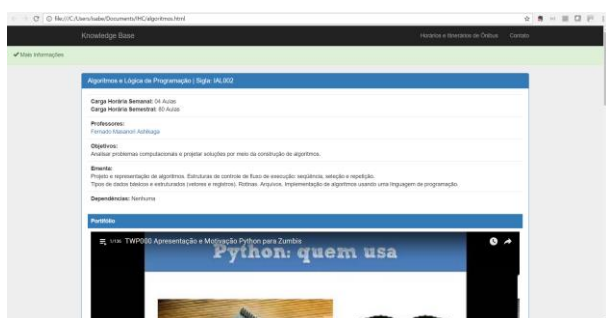 file:///C:/Users/isabe/Documents/IHC/algoritmos.html
Knowledge Base
Horários e Itinerários de Ônibus Contato
Mais Informações
Algoritmos e Lógica de Programação | Sigla: IAL002
Carga Horária Semanal: 04 Aulas
Carga Horária Semestral: 80 Aulas
Professores:
Fernado Masanori Ashikaga
Objetivos:
Analisar problemas computacionais e projetar soluções por meio da construção de algoritmos.
Ementa:
Projeto e representação de algoritmos. Estruturas de controle de fluxo de execução: seqüência, seleção e repetição.
Tipos de dados básicos e estruturados (vetores e registros). Rotinas. Arquivos. Implementação de algoritmos usando uma linguagem de programação.
Dependências: Nenhuma
Portfólio
1/136 TWP000 Apresentação e Motivação Python para Zumbis
Python: quem usa